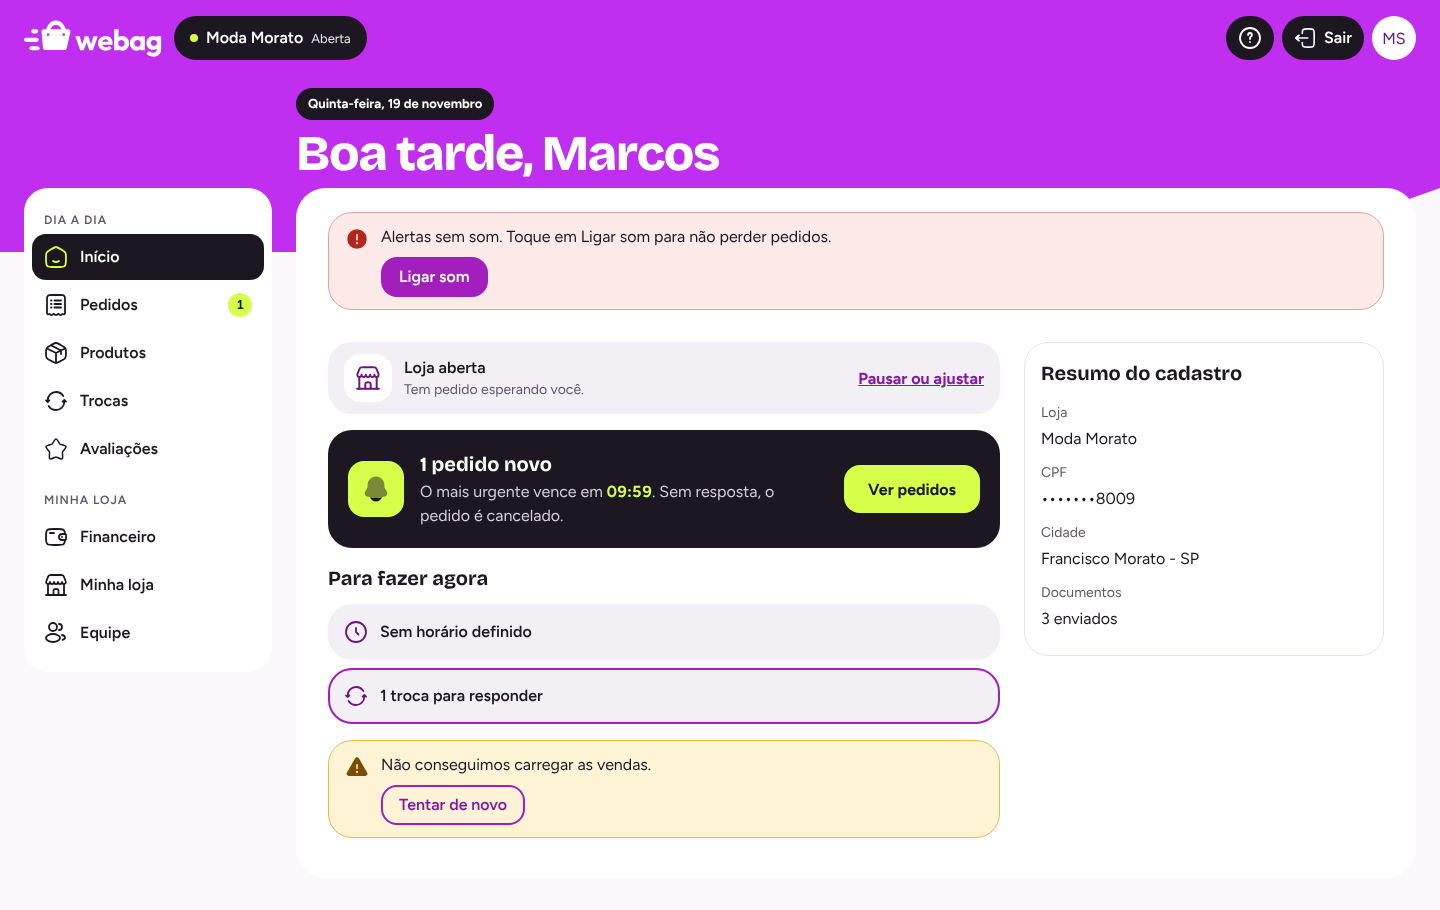 webag
Moda Morato Aberta
Sair
MS
Quinta-feira, 19 de novembro
Boa tarde, Marcos
DIA A DIA
Início
Pedidos
1
Produtos
Trocas
Avaliações
MINHA LOJA
Financeiro
Minha loja
Equipe
Alertas sem som. Toque em Ligar som para não perder pedidos.
Ligar som
Loja aberta
Tem pedido esperando você.
Pausar ou ajustar
1 pedido novo
O mais urgente vence em 09:59. Sem resposta, o
pedido é cancelado.
Ver pedidos
Para fazer agora
Sem horário definido
1 troca para responder
Não conseguimos carregar as vendas.
Tentar de novo
Resumo do cadastro
Loja
Moda Morato
CPF
•••••••8009
Cidade
Francisco Morato - SP
Documentos
3 enviados